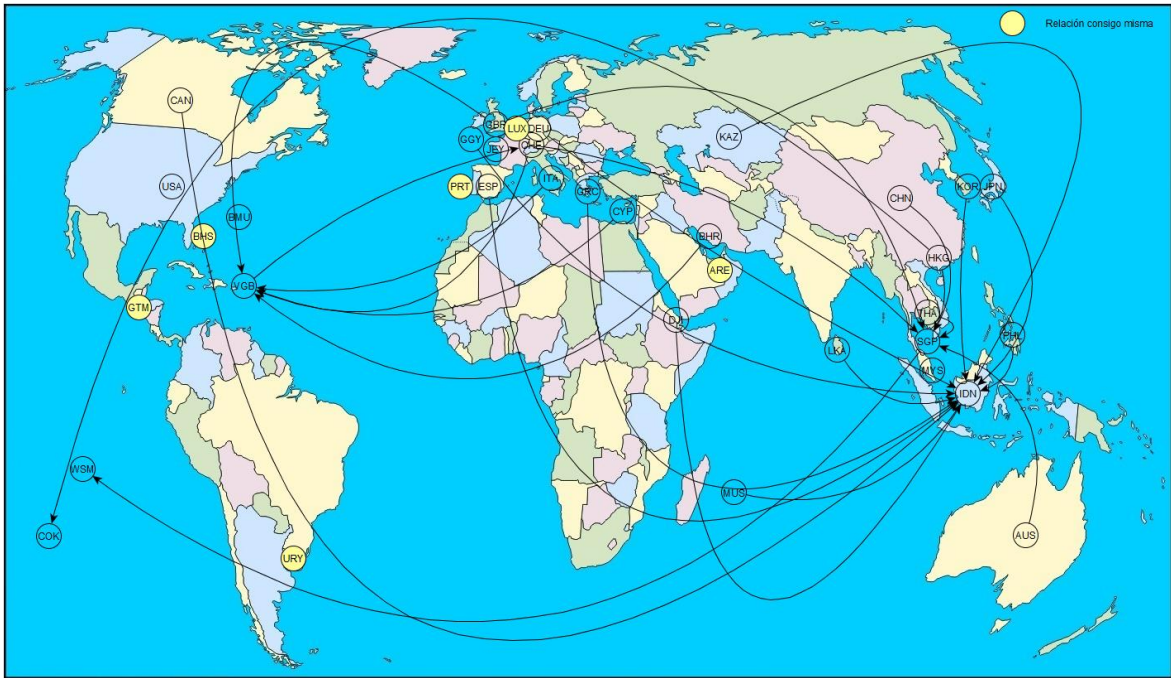 Relación consigo misma
CAN
GBR
LUX
DEU
GGY
JEY
CHE
KAZ
USA
PRT
ESP
ITA
GRC
CYP
CHN
KOR
JPN
BMU
BHS
BHR
HKG
ARE
VGB
GTM
DJI
THA
SGP
PHL
LKA
MYS
IDN
WSM
MUS
COK
URY
AUS